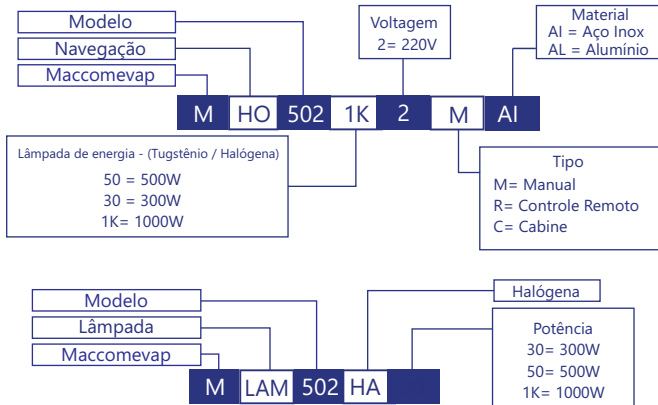 Modelo
Navegação
Maccomevap
Voltagem
2= 220V
Material
AI = Aço Inox
AL = Alumínio
M HO 502 1K 2 M AI
Lâmpada de energia - (Tugstênio / Halógena)
50 = 500W
30 = 300W
1K= 1000W
Tipo
M= Manual
R= Controle Remoto
C= Cabine
Modelo
Lâmpada
Maccomevap
Halógena
Potência
30= 300W
50= 500W
1K= 1000W
M LAM 502 HA